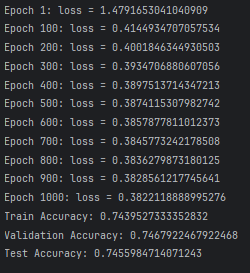 Epoch 1: loss = 1.4791653041040909
Epoch 100: loss = 0.4144934707057534
Epoch 200: loss = 0.4001846344930503
Epoch 300: loss = 0.3934706880607056
Epoch 400: loss = 0.3897513714347213
Epoch 500: loss = 0.3874115307982742
Epoch 600: loss = 0.3857877811012373
Epoch 700: loss = 0.3845773242178508
Epoch 800: loss = 0.3836279873180125
Epoch 900: loss = 0.3828561217745641
Epoch 1000: loss = 0.3822118888995276
Train Accuracy: 0.7439527333352832
Validation Accuracy: 0.7467922467922468
Test Accuracy: 0.7455984714071243